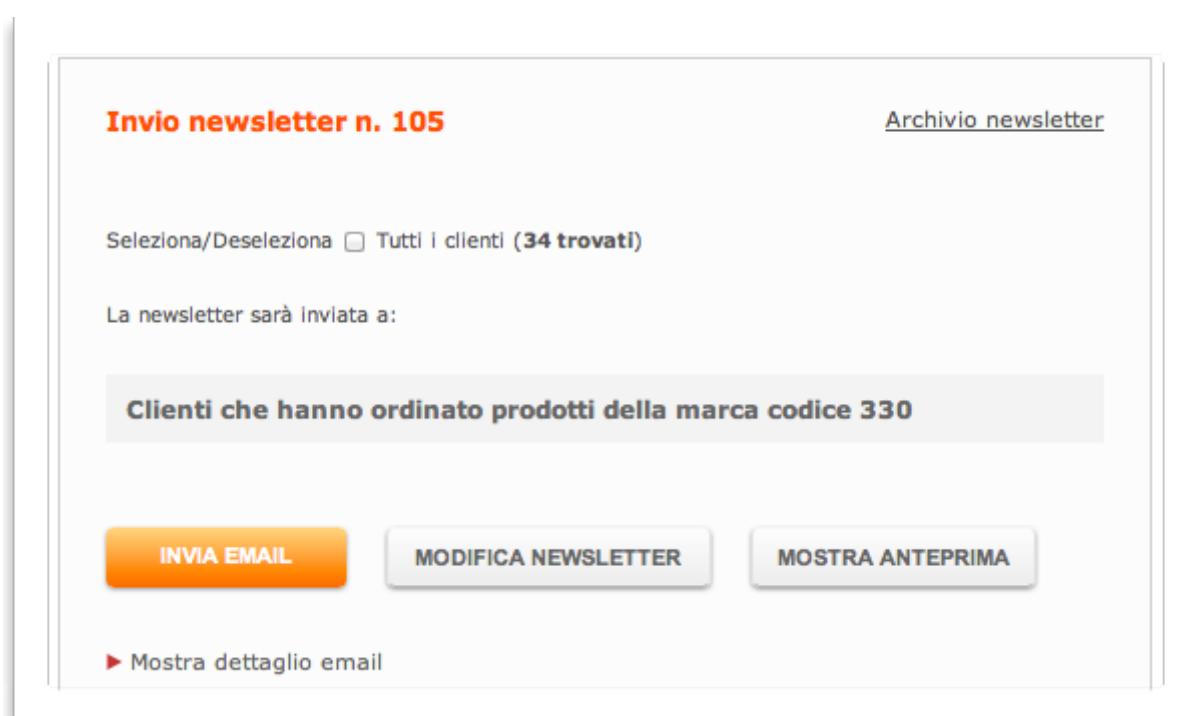 Invio newsletter n. 105 Archivio newsletter
Seleziona/Deseleziona Tutti i clienti (34 trovati)
La newsletter sarà inviata a:
Clienti che hanno ordinato prodotti della marca codice 330
INVIA EMAIL MODIFICA NEWSLETTER MOSTRA ANTEPRIMA
Mostra dettaglio email